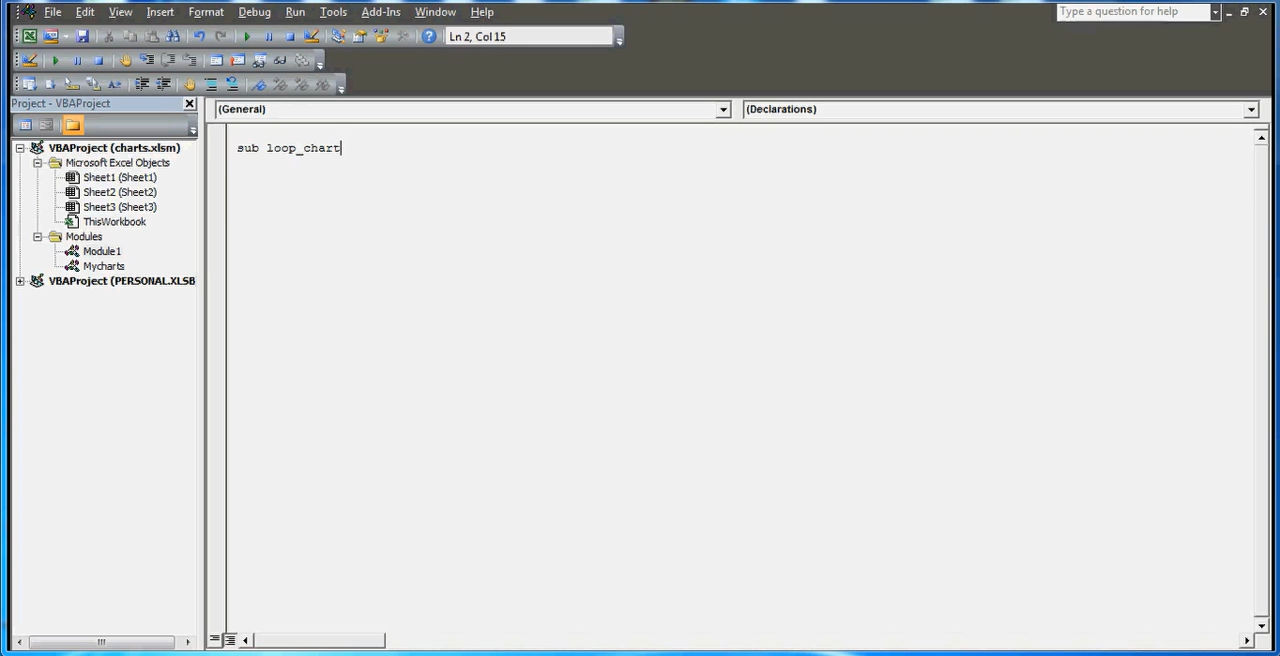 File Edit View Insert Format Debug Run Tools Add-Ins Window Help
Type a question for help
Ln 2, Col 15
Project - VBAProject
(General)
(Declarations)
VBAProject (charts.xlsm)
Microsoft Excel Objects
Sheet1 (Sheet1)
Sheet2 (Sheet2)
Sheet3 (Sheet3)
ThisWorkbook
Modules
Module1
Mycharts
VBAProject (PERSONAL.XLSB
sub loop_chart